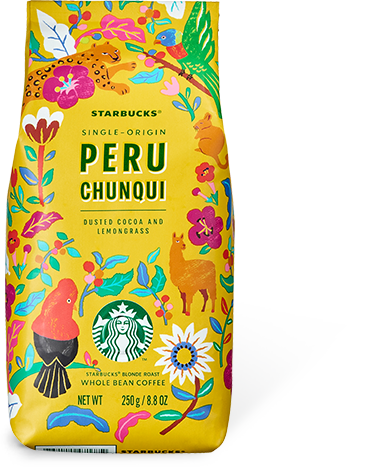 STARBUCKS®
SINGLE-ORIGIN
PERU
CHUNQUI
DUSTED COCOA AND
LEMONGRASS
STARBUCKS® BLONDE ROAST
WHOLE BEAN COFFEE
NET WT 250 g / 8.8 OZ